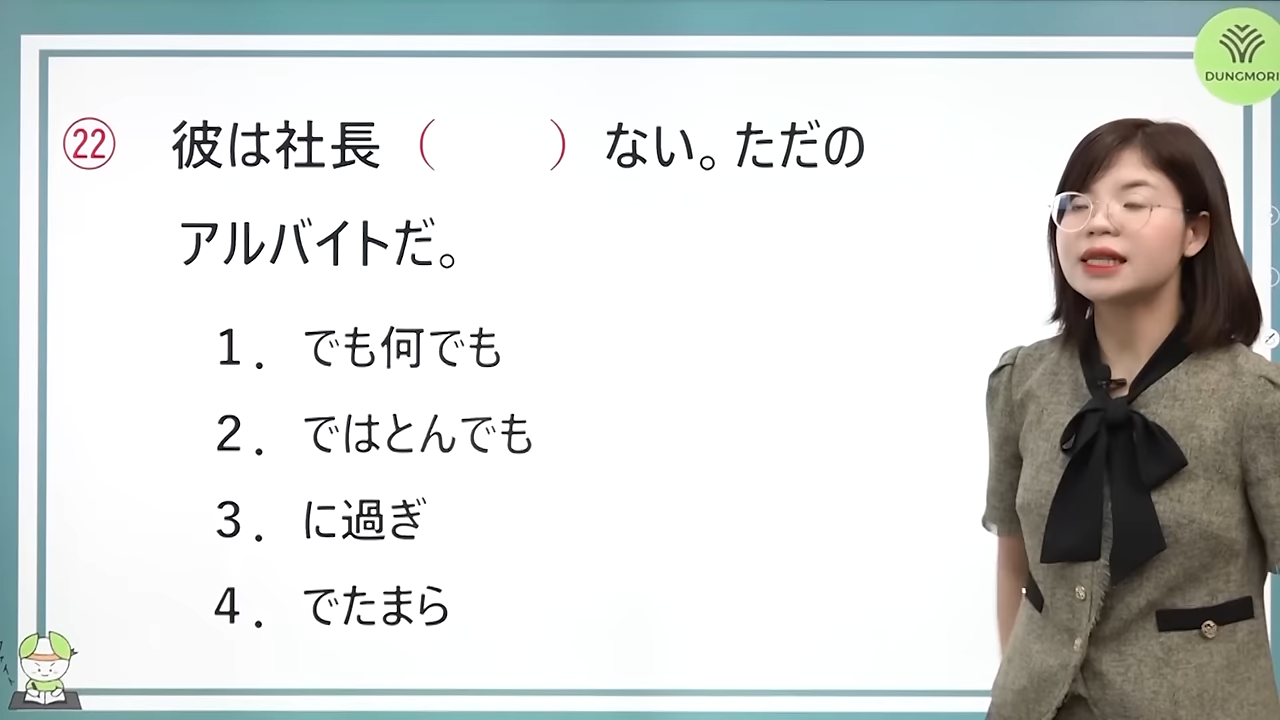 DUNGMORI
㉒ 彼は社長（　　）ない。ただの
アルバイトだ。
１．でも何でも
２．ではとんでも
３．に過ぎ
４．でたまら